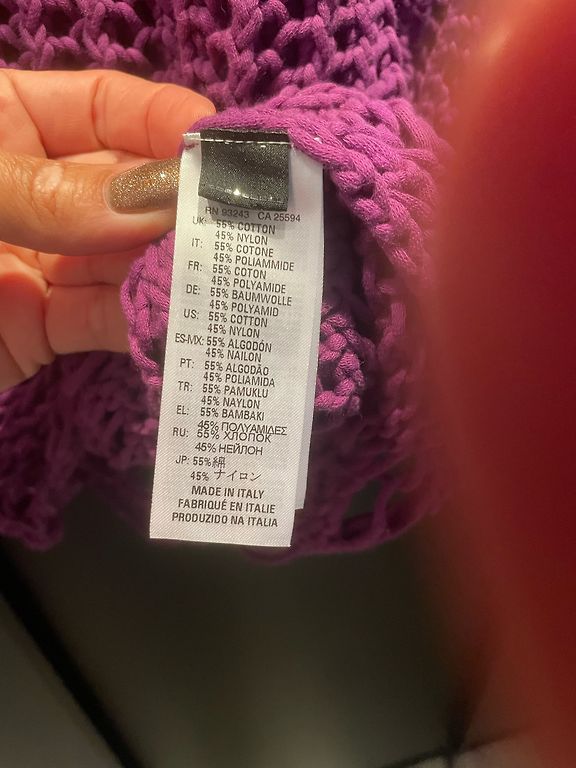 RN 93243 CA 25594
UK: 55% COTTON
45% NYLON
IT: 55% COTONE
45% POLIAMMIDE
FR: 55% COTON
45% POLYAMIDE
DE: 55% BAUMWOLLE
45% POLYAMID
US: 55% COTTON
45% NYLON
ES-MX: 55% ALGODÓN
45% NAILON
PT: 55% ALGODÃO
45% POLIAMIDA
TR: 55% PAMUKLU
45% NAYLON
EL: 55% BAMBAKI
45% ΠΟΛΥΑΜΙΔΕΣ
RU: 55% ХЛОПОК
45% НЕЙЛОН
JP: 55% 綿
45% ナイロン
MADE IN ITALY
FABRIQUÉ EN ITALIE
PRODUZIDO NA ITALIA